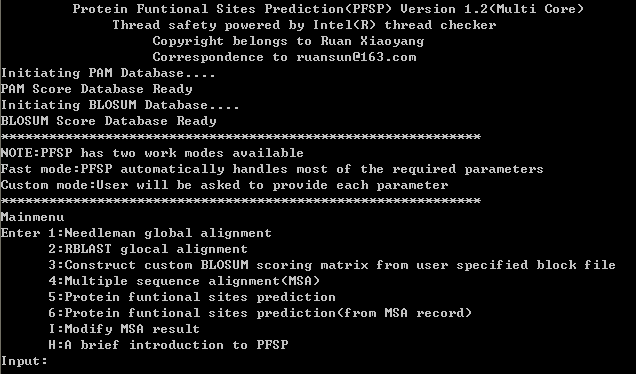 Protein Funtional Sites Prediction(PFSP) Version 1.2(Multi Core)
Thread safety powered by Intel(R) thread checker
Copyright belongs to Ruan Xiaoyang
Correspondence to ruansun@163.com
Initiating PAM Database....
PAM Score Database Ready
Initiating BLOSUM Database....
BLOSUM Score Database Ready
************************************************************
NOTE:PFSP has two work modes available
Fast mode:PFSP automatically handles most of the required parameters
Custom mode:User will be asked to provide each parameter
************************************************************
Mainmenu
Enter 1:Needleman global alignment
2:RBLAST glocal alignment
3:Construct custom BLOSUM scoring matrix from user specified block file
4:Multiple sequence alignment(MSA)
5:Protein funtional sites prediction
6:Protein funtional sites prediction(from MSA record)
I:Modify MSA result
H:A brief introduction to PFSP
Input: